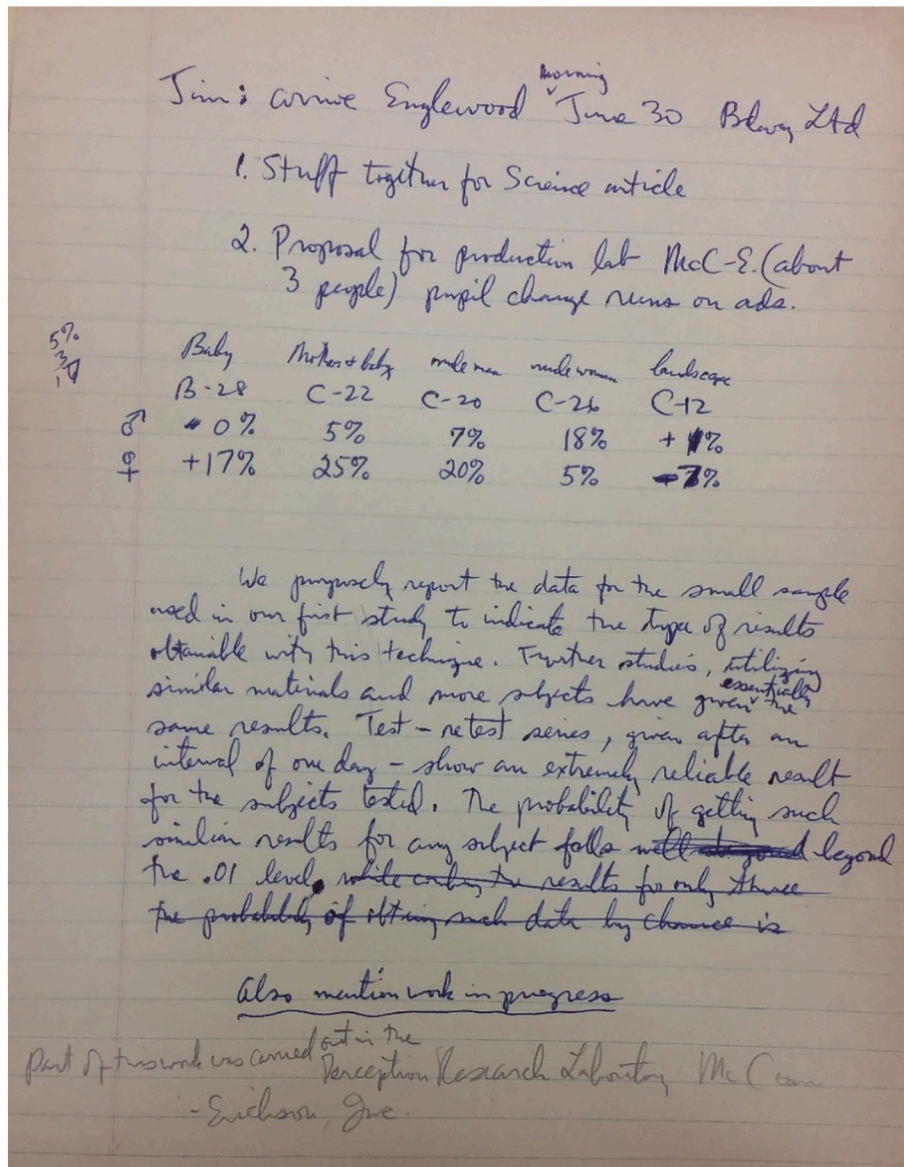 morning
Jim: arrive Englewood June 30 Bdway Ltd
1. Stuff together for Science article
2. Proposal for production lab McC-E. (about
3 people) pupil change runs on ads.
5%
3
Baby Mother + baby nude man nude woman landscape
B-28 C-22 C-20 C-26 C-12
♂ 0% 5% 7% 18% + 1%
♀ +17% 25% 20% 5% -7%
We purposely report the data for the small sample
used in our first study to indicate the type of results
obtainable with this technique. Further studies, utilizing
similar materials and more subjects have given essentially the
same results. Test - retest series, given after an
interval of one day - show an extremely reliable result
for the subjects tested. The probability of getting such
similar results for any subject falls well beyond
the .01 level. while the results for only three
the probability of obtaining such data by chance is
Also mention work in progress
Part of this work was carried out in the
Perception Research Laboratory McCann
- Erickson, Inc.